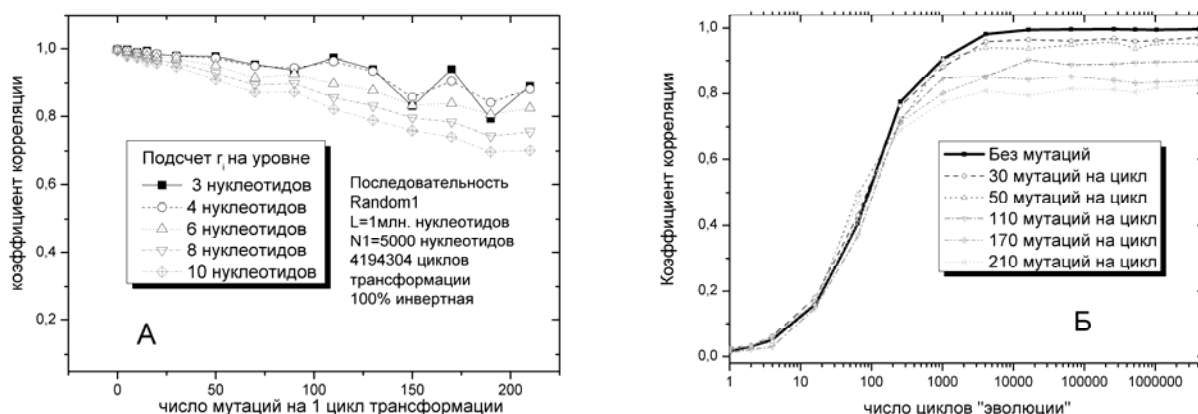 1,0
0,8
0,6
0,4
0,2
коэффициент корреляции
Подсчет r_i на уровне
3 нуклеотидов
4 нуклеотидов
6 нуклеотидов
8 нуклеотидов
10 нуклеотидов
Последовательность
Random1
L=1млн. нуклеотидов
N1=5000 нуклеотидов
4194304 циклов
трансформации
100% инвертная
А
0
50
100
150
200
число мутаций на 1 цикл трансформации
1,0
0,8
0,6
0,4
0,2
0,0
Коэффициент корреляции
Без мутаций
30 мутаций на цикл
50 мутаций на цикл
110 мутаций на цикл
170 мутаций на цикл
210 мутаций на цикл
Б
1
10
100
1000
10000
100000
1000000
число циклов "эволюции"